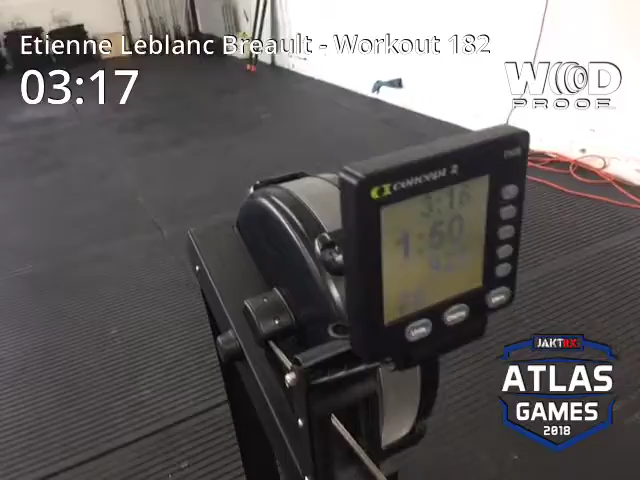 Etienne Leblanc Breault - Workout 182
03:17
WOD
PROOF
concept 2
3:16
1:50
JAKTRX
ATLAS
GAMES
2018